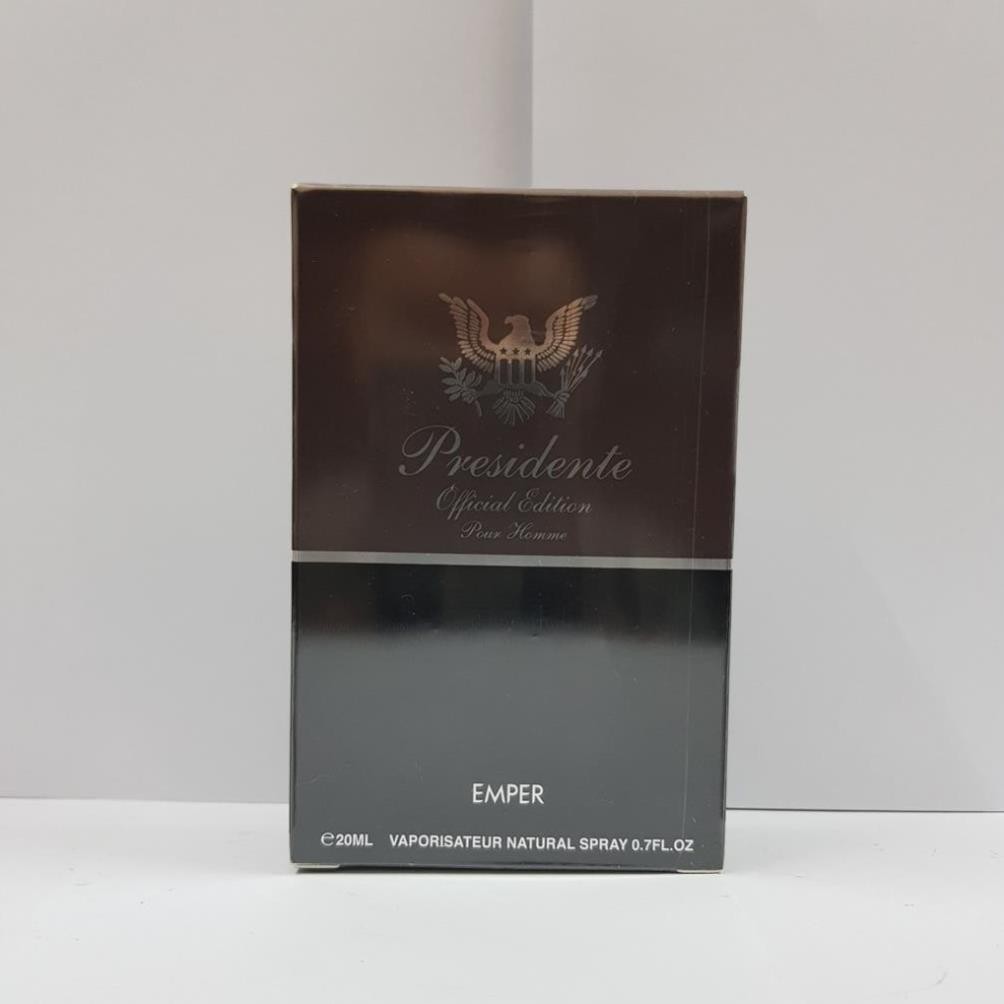 Presidente
Official Edition
Pour Homme
EMPER
℮20ML VAPORISATEUR NATURAL SPRAY 0.7FL.OZ